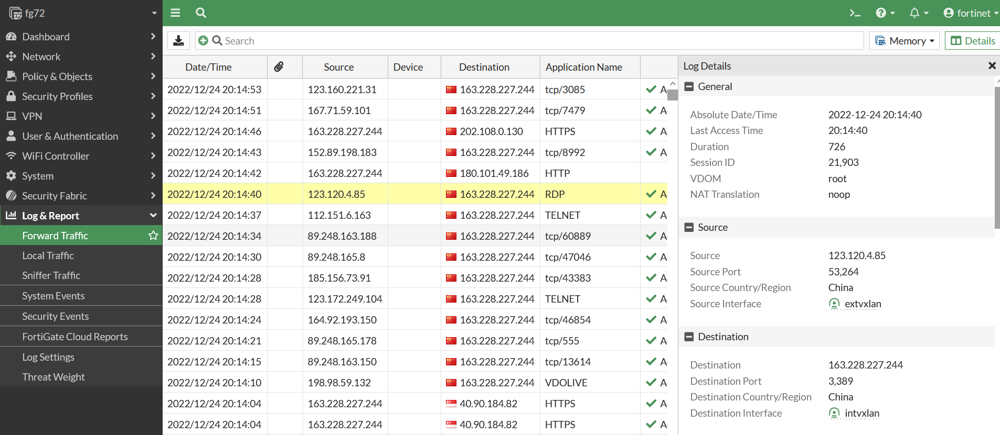 fg72
fortinet
Dashboard
Network
Policy & Objects
Security Profiles
VPN
User & Authentication
WiFi Controller
System
Security Fabric
Log & Report
Forward Traffic
Local Traffic
Sniffer Traffic
System Events
Security Events
FortiGate Cloud Reports
Log Settings
Threat Weight
Search
Memory
Details
Date/Time Source Device Destination Application Name
2022/12/24 20:14:53 123.160.221.31 163.228.227.244 tcp/3085 A
2022/12/24 20:14:51 167.71.59.101 163.228.227.244 tcp/7479 A
2022/12/24 20:14:46 163.228.227.244 202.108.0.130 HTTPS A
2022/12/24 20:14:43 152.89.198.183 163.228.227.244 tcp/8992 A
2022/12/24 20:14:42 163.228.227.244 180.101.49.186 HTTP
2022/12/24 20:14:40 123.120.4.85 163.228.227.244 RDP A
2022/12/24 20:14:37 112.151.6.163 163.228.227.244 TELNET A
2022/12/24 20:14:34 89.248.163.188 163.228.227.244 tcp/60889 A
2022/12/24 20:14:30 89.248.165.8 163.228.227.244 tcp/47046 A
2022/12/24 20:14:28 185.156.73.91 163.228.227.244 tcp/43383 A
2022/12/24 20:14:28 123.172.249.104 163.228.227.244 TELNET A
2022/12/24 20:14:24 164.92.193.150 163.228.227.244 tcp/46854 A
2022/12/24 20:14:21 89.248.165.178 163.228.227.244 tcp/555 A
2022/12/24 20:14:15 89.248.163.150 163.228.227.244 tcp/13614 A
2022/12/24 20:14:10 198.98.59.132 163.228.227.244 VDOLIVE A
2022/12/24 20:14:04 163.228.227.244 40.90.184.82 HTTPS A
2022/12/24 20:14:04 163.228.227.244 40.90.184.82 HTTPS A
Log Details
General
Absolute Date/Time 2022-12-24 20:14:40
Last Access Time 20:14:40
Duration 726
Session ID 21,903
VDOM root
NAT Translation noop
Source
Source 123.120.4.85
Source Port 53,264
Source Country/Region China
Source Interface extvxlan
Destination
Destination 163.228.227.244
Destination Port 3,389
Destination Country/Region China
Destination Interface intvxlan